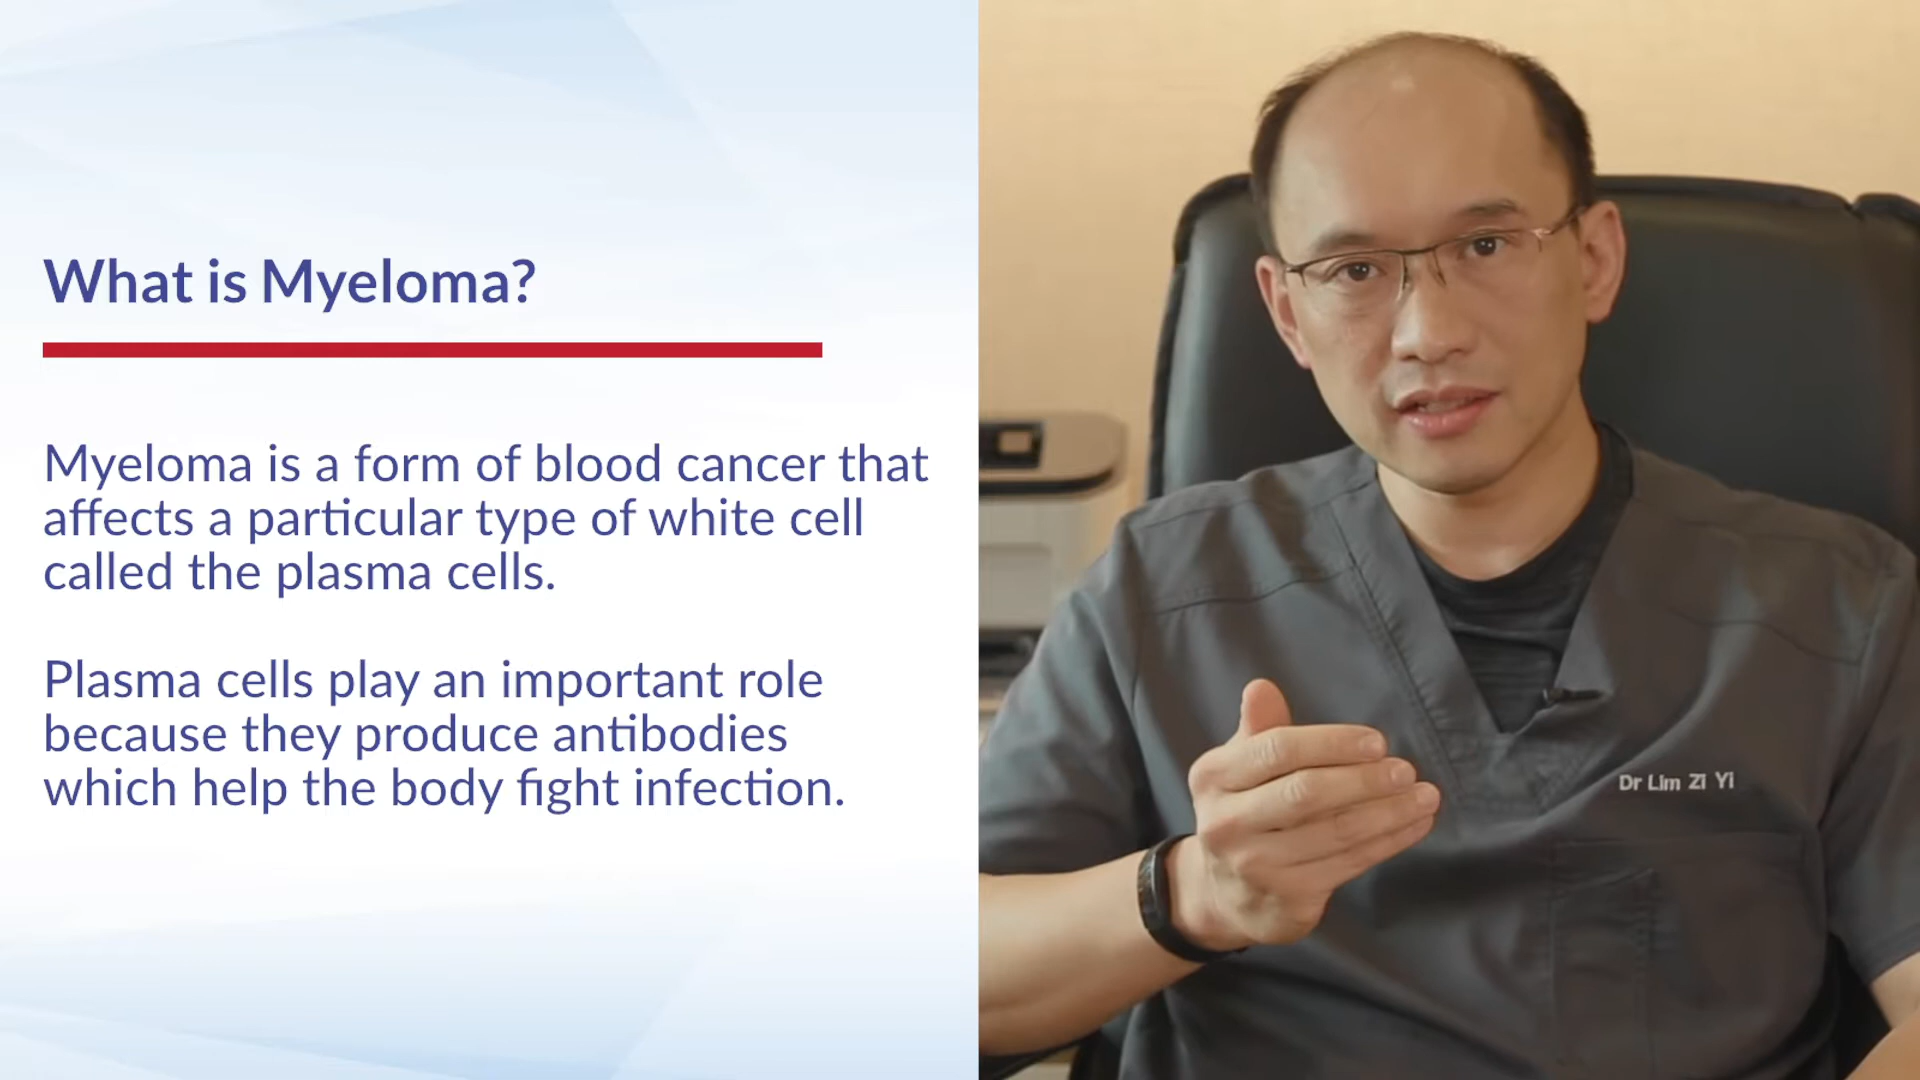 What is Myeloma?
Myeloma is a form of blood cancer that
affects a particular type of white cell
called the plasma cells.
Plasma cells play an important role
because they produce antibodies
which help the body fight infection.
Dr Lim Zi Yi